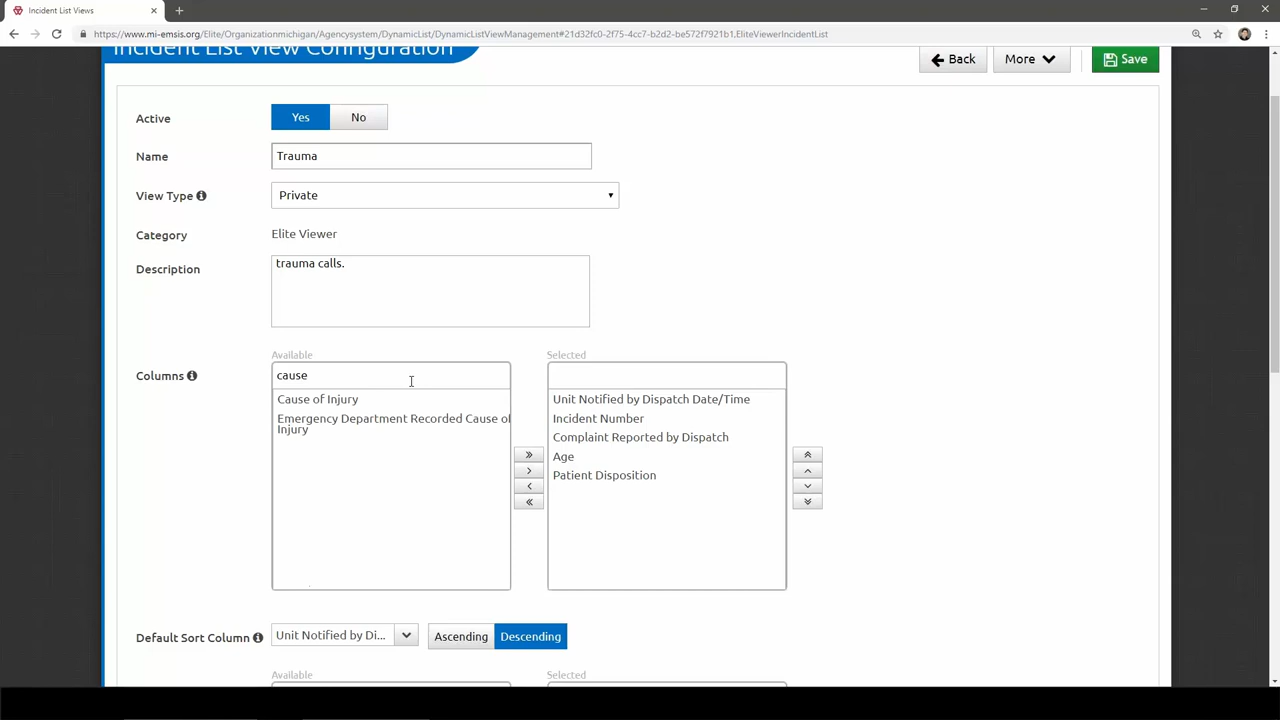 Incident List Views
https://www.mi-emsis.org/Elite/Organizationmichigan/Agencysystem/DynamicList/DynamicListViewManagement#21d32fc0-2f75-4cc7-b2d2-be572f7921b1,EliteViewerIncidentList
Incident List View Configuration
Back
More
Save
Active
Yes
No
Name
Trauma
View Type
Private
Category
Elite Viewer
Description
trauma calls.
Available
Selected
Columns
cause
Cause of Injury
Emergency Department Recorded Cause of
Injury
Unit Notified by Dispatch Date/Time
Incident Number
Complaint Reported by Dispatch
Age
Patient Disposition
Default Sort Column
Unit Notified by Di...
Ascending
Descending
Available
Selected